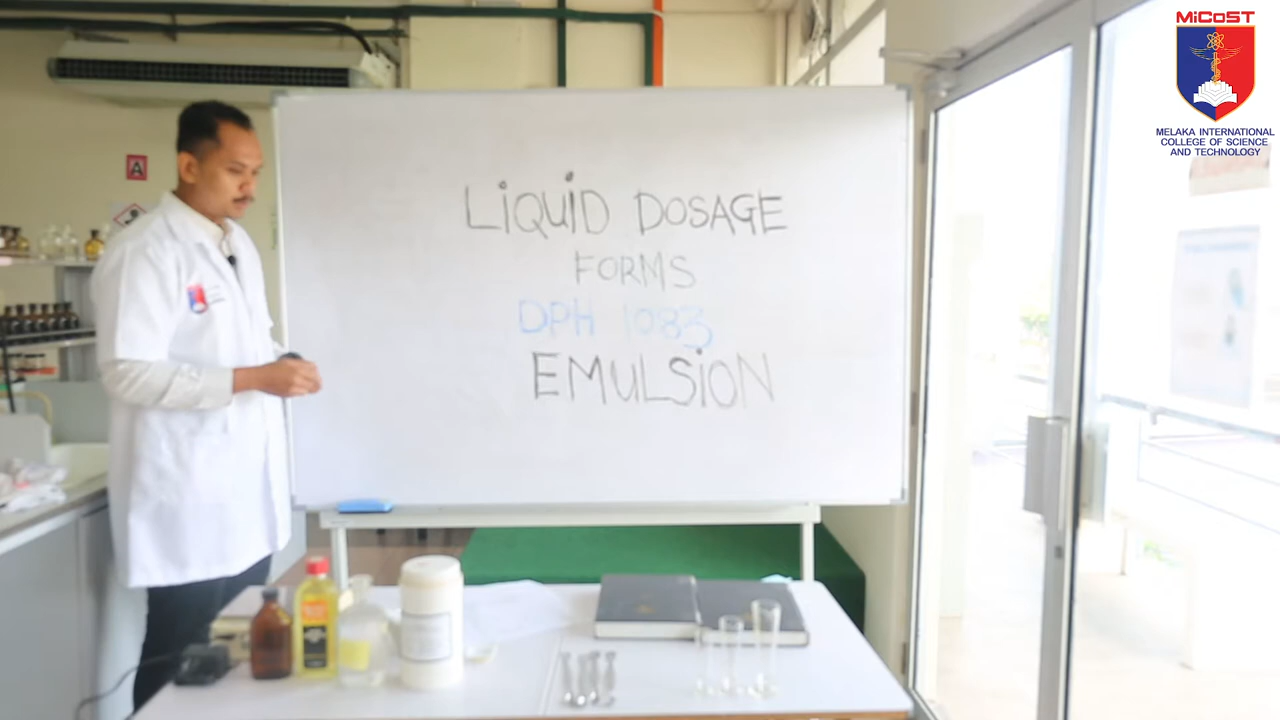 MiCoST
MELAKA INTERNATIONAL
COLLEGE OF SCIENCE
AND TECHNOLOGY
A
LiQUiD DOSAGE
FORMS
DPH 1083
EMULSiON